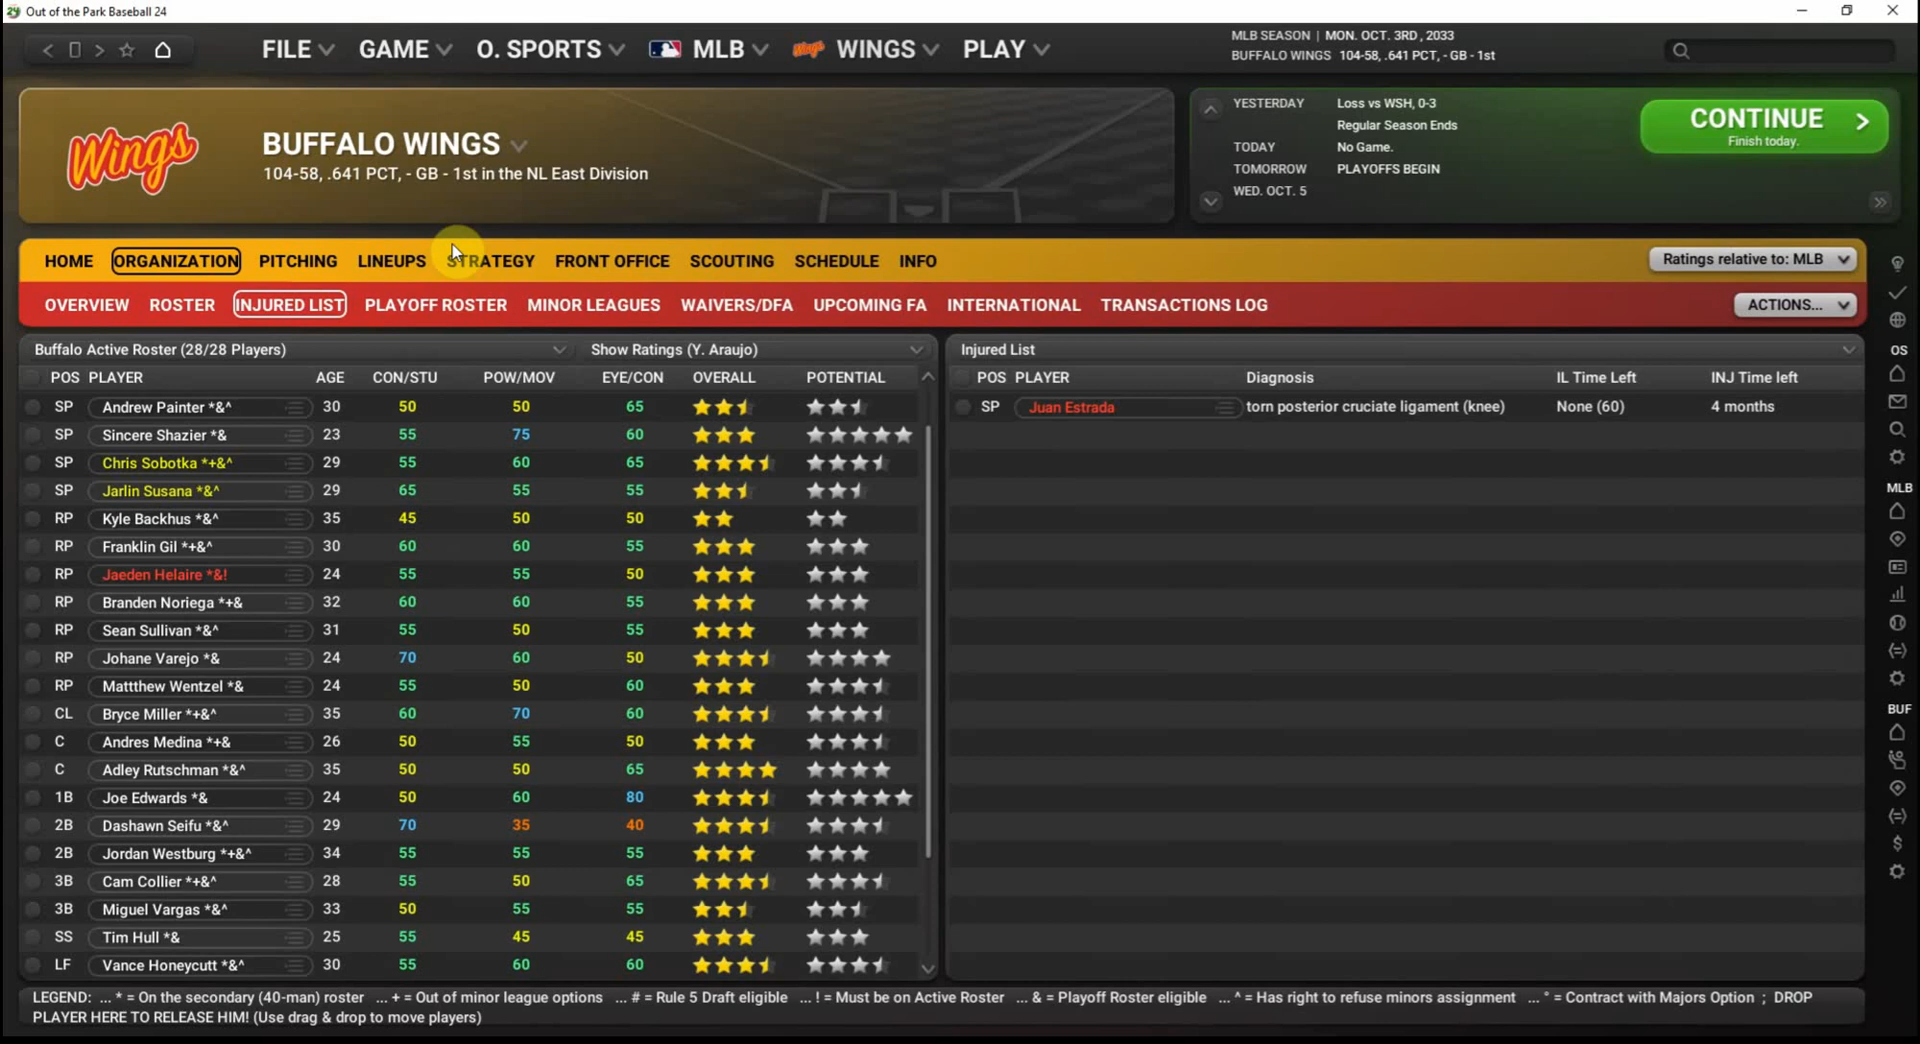 Out of the Park Baseball 24
FILE GAME O. SPORTS MLB WINGS PLAY
MLB SEASON | MON. OCT. 3RD, 2033
BUFFALO WINGS 104-58, .641 PCT, - GB - 1st
Wings
BUFFALO WINGS
104-58, .641 PCT, - GB - 1st in the NL East Division
YESTERDAY Loss vs WSH, 0-3
Regular Season Ends
TODAY No Game.
TOMORROW PLAYOFFS BEGIN
WED. OCT. 5
CONTINUE
Finish today.
HOME ORGANIZATION PITCHING LINEUPS STRATEGY FRONT OFFICE SCOUTING SCHEDULE INFO Ratings relative to: MLB
OVERVIEW ROSTER INJURED LIST PLAYOFF ROSTER MINOR LEAGUES WAIVERS/DFA UPCOMING FA INTERNATIONAL TRANSACTIONS LOG ACTIONS...
Buffalo Active Roster (28/28 Players) Show Ratings (Y. Araujo)
POS PLAYER AGE CON/STU POW/MOV EYE/CON OVERALL POTENTIAL
SP Andrew Painter *&^ 30 50 50 65
SP Sincere Shazier *& 23 55 75 60
SP Chris Sobotka *+&^ 29 55 60 65
SP Jarlin Susana *&^ 29 65 55 55
RP Kyle Backhus *&^ 35 45 50 50
RP Franklin Gil *+&^ 30 60 60 55
RP Jaeden Helaire *&! 24 55 55 50
RP Branden Noriega *+& 32 60 60 55
RP Sean Sullivan *&^ 31 55 50 55
RP Johane Varejo *& 24 70 60 50
RP Mattthew Wentzel *& 24 55 50 60
CL Bryce Miller *+&^ 35 60 70 60
C Andres Medina *+& 26 50 55 50
C Adley Rutschman *&^ 35 50 50 65
1B Joe Edwards *& 24 50 60 80
2B Dashawn Seifu *&^ 29 70 35 40
2B Jordan Westburg *+&^ 34 55 55 55
3B Cam Collier *+&^ 28 55 50 65
3B Miguel Vargas *&^ 33 50 55 55
SS Tim Hull *& 25 55 45 45
LF Vance Honeycutt *&^ 30 55 60 60
Injured List
POS PLAYER Diagnosis IL Time Left INJ Time left
SP Juan Estrada torn posterior cruciate ligament (knee) None (60) 4 months
OS
MLB
BUF
LEGEND: ... * = On the secondary (40-man) roster ... + = Out of minor league options ... # = Rule 5 Draft eligible ... ! = Must be on Active Roster ... & = Playoff Roster eligible ... ^ = Has right to refuse minors assignment ... ° = Contract with Majors Option ; DROP
PLAYER HERE TO RELEASE HIM! (Use drag & drop to move players)